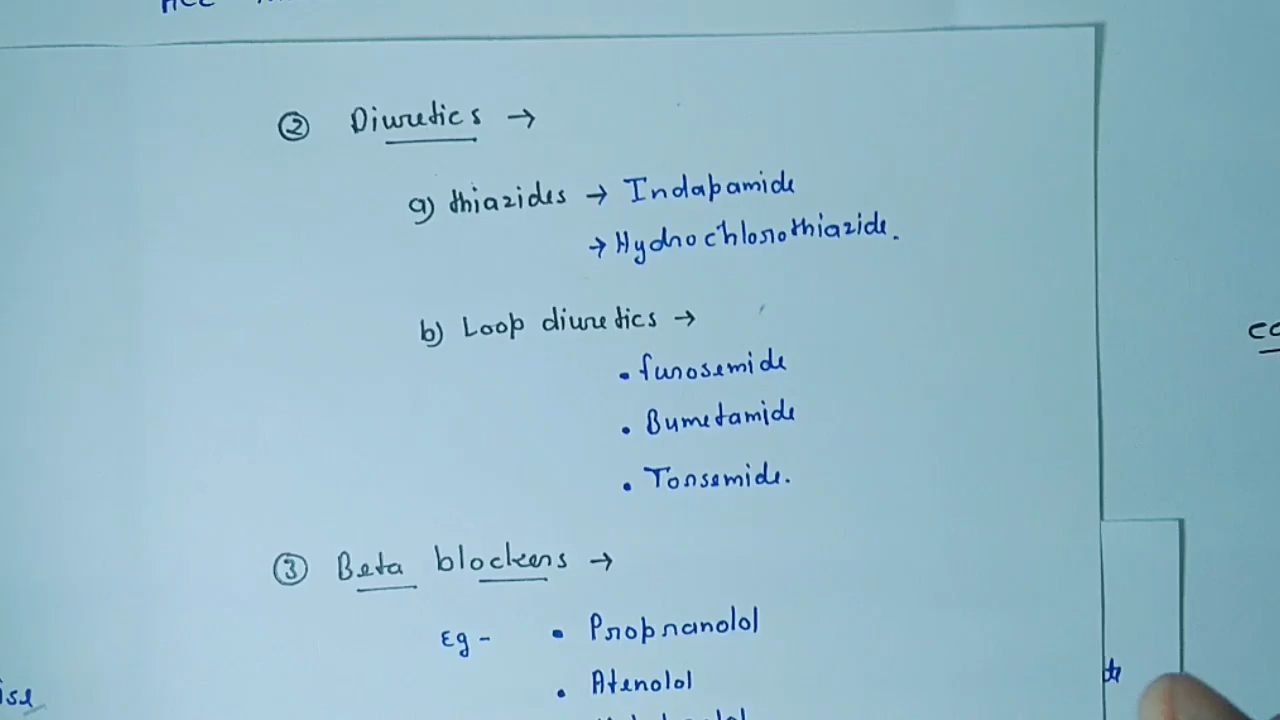 ② Diuretics →
a) thiazides → Indapamide
→ Hydrochlorothiazide.
b) Loop diuretics →
• furosemide
• Bumetamide
• Torsemide.
③ Beta blockers →
Eg - • Propranolol
• Atenolol